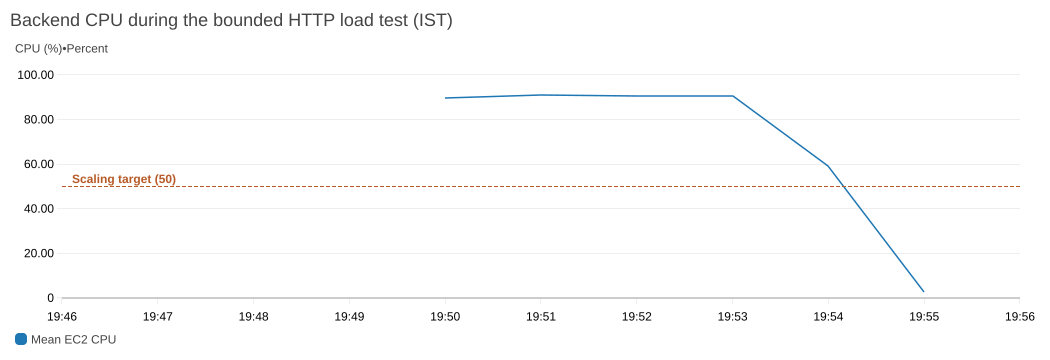 Backend CPU during the bounded HTTP load test (IST)
CPU (%)•Percent
100.00
80.00
60.00
Scaling target (50)
40.00
20.00
0
19:46 19:47 19:48 19:49 19:50 19:51 19:52 19:53 19:54 19:55 19:56
Mean EC2 CPU